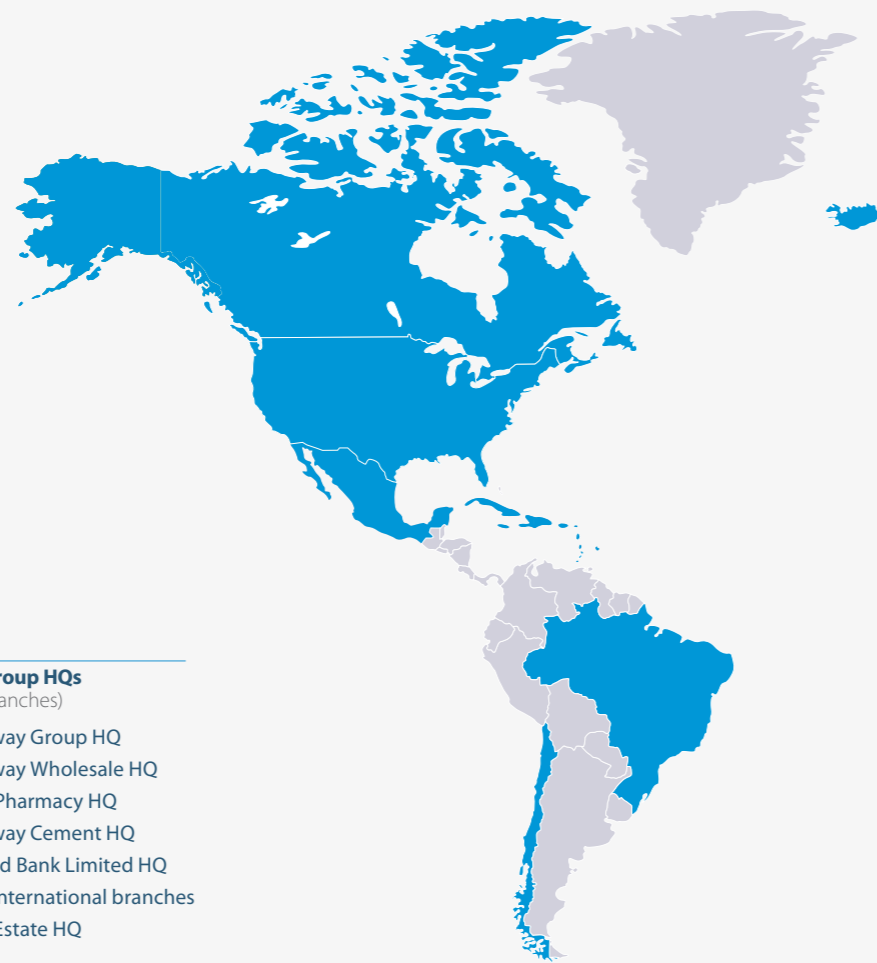 roup HQs
anches)
way Group HQ
way Wholesale HQ
Pharmacy HQ
way Cement HQ
d Bank Limited HQ
nternational branches
Estate HQ